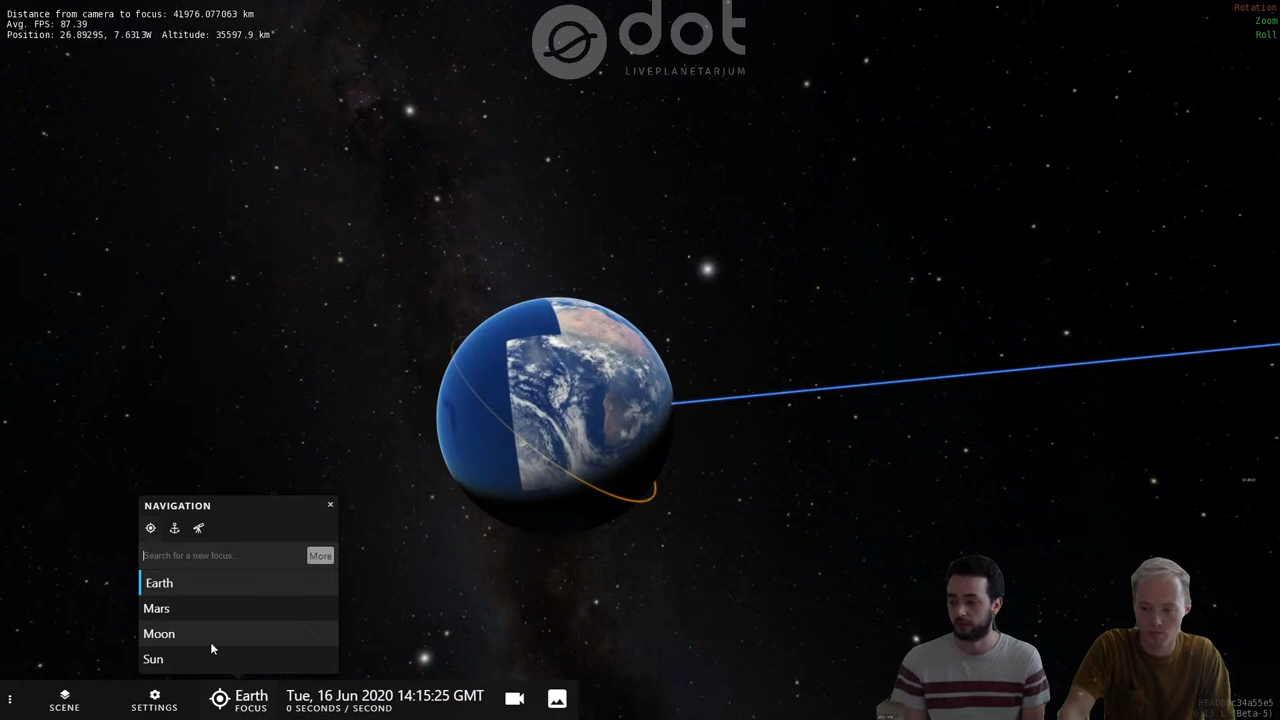 Distance from camera to focus: 41976.077063 km
Avg. FPS: 87.39
Position: 26.8929S, 7.6313W  Altitude: 35597.9 km
Rotation
Zoom
Roll
dot
LIVEPLANETARIUM
NAVIGATION
Search for a new focus...
More
Earth
Mars
Moon
Sun
SCENE
SETTINGS
Earth
FOCUS
Tue, 16 Jun 2020 14:15:25 GMT
0 SECONDS / SECOND
(Beta-5)